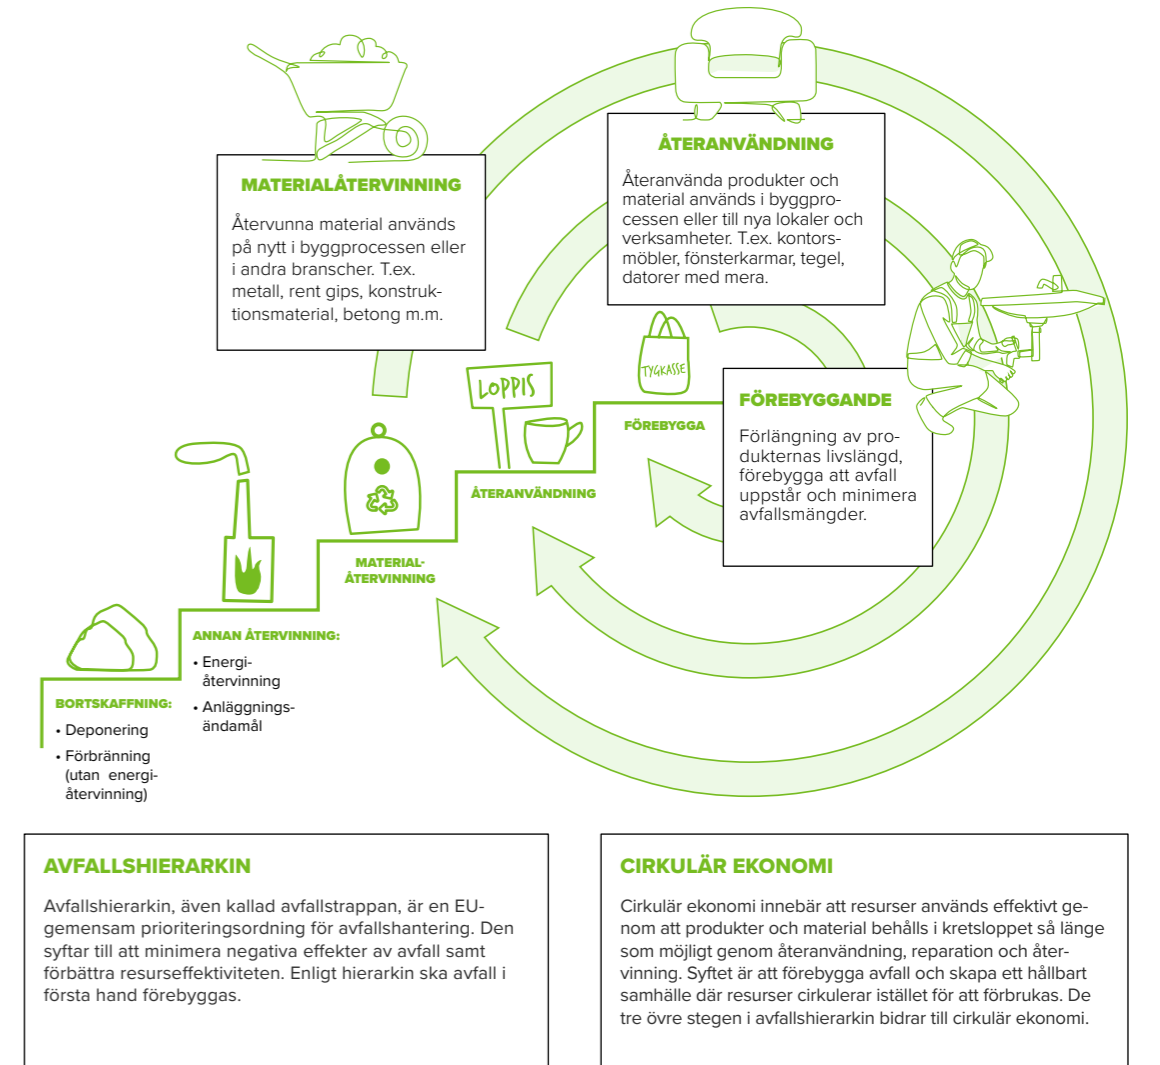 MATERIALÅTERVINNING
Återvunna material används
på nytt i byggprocessen eller
i andra branscher. T.ex.
metall, rent gips, konstruk-
tionsmaterial, betong m.m.
ÅTERANVÄNDNING
Återanvända produkter och
material används i byggpro-
cessen eller till nya lokaler och
verksamheter. T.ex. kontors-
möbler, fönsterkarmar, tegel,
datorer med mera.
TYGKASSE
LOPPIS
FÖREBYGGANDE
Förlängning av pro-
dukternas livslängd,
förebygga att avfall
uppstår och minimera
avfallsmängder.
FÖREBYGGA
ÅTERANVÄNDNING
MATERIAL-
ÅTERVINNING
ANNAN ÅTERVINNING:
• Energi-
återvinning
• Anläggnings-
ändamål
BORTSKAFFNING:
• Deponering
• Förbränning
(utan energi-
återvinning)
AVFALLSHIERARKIN
Avfallshierarkin, även kallad avfallstrappan, är en EU-
gemensam prioriteringsordning för avfallshantering. Den
syftar till att minimera negativa effekter av avfall samt
förbättra resurseffektiviteten. Enligt hierarkin ska avfall i
första hand förebyggas.
CIRKULÄR EKONOMI
Cirkulär ekonomi innebär att resurser används effektivt ge-
nom att produkter och material behålls i kretsloppet så länge
som möjligt genom återanvändning, reparation och åter-
vinning. Syftet är att förebygga avfall och skapa ett hållbart
samhälle där resurser cirkulerar istället för att förbrukas. De
tre övre stegen i avfallshierarkin bidrar till cirkulär ekonomi.